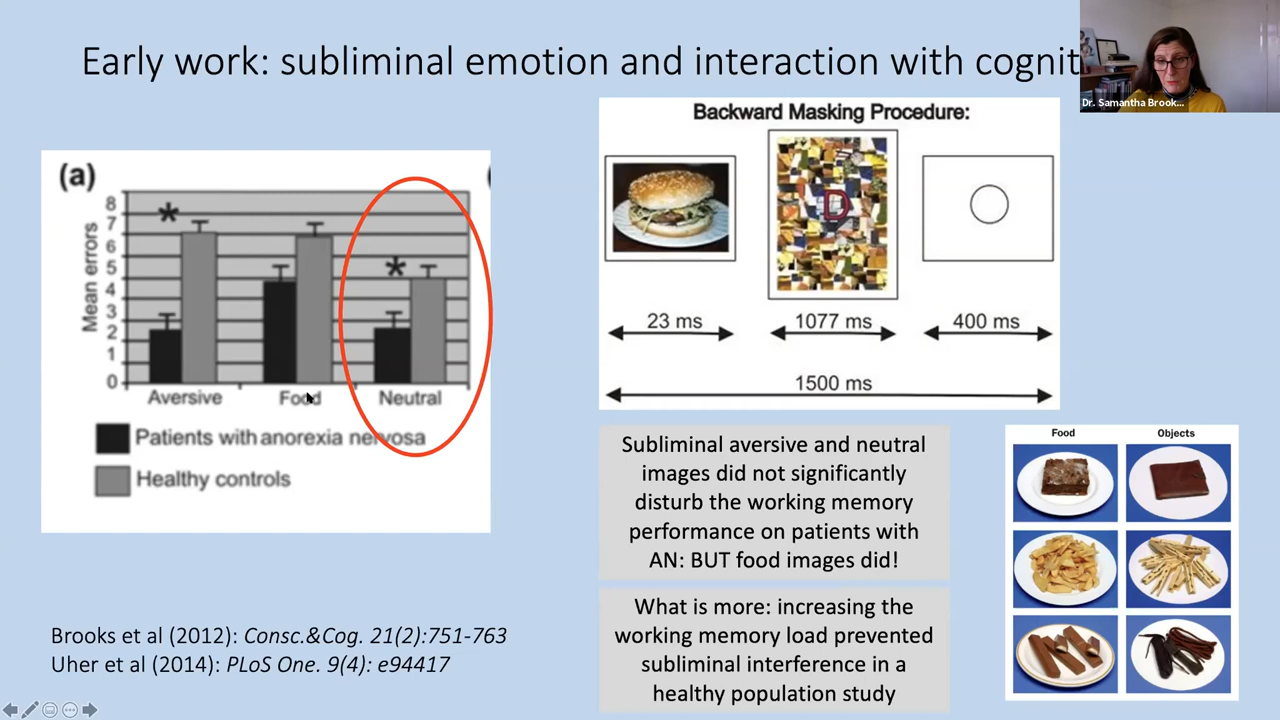 Early work: subliminal emotion and interaction with cognit
Dr. Samantha Brook...
(a)
Mean errors
8
7
6
5
4
3
2
1
0
*
*
Aversive
Food
Neutral
Patients with anorexia nervosa
Healthy controls
Backward Masking Procedure:
D
23 ms
1077 ms
400 ms
1500 ms
Subliminal aversive and neutral
images did not significantly
disturb the working memory
performance on patients with
AN: BUT food images did!
What is more: increasing the
working memory load prevented
subliminal interference in a
healthy population study
Food
Objects
Brooks et al (2012): Consc.&Cog. 21(2):751-763
Uher et al (2014): PLoS One. 9(4): e94417